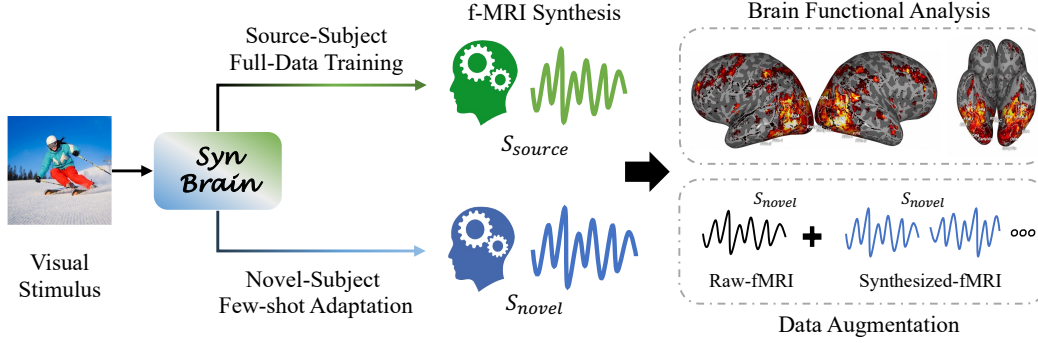 Source-Subject
Full-Data Training
f-MRI Synthesis
Brain Functional Analysis
Syn
Brain
S_source
Visual
Stimulus
Novel-Subject
Few-shot Adaptation
S_novel
S_novel
S_novel
Raw-fMRI
Synthesized-fMRI
Data Augmentation